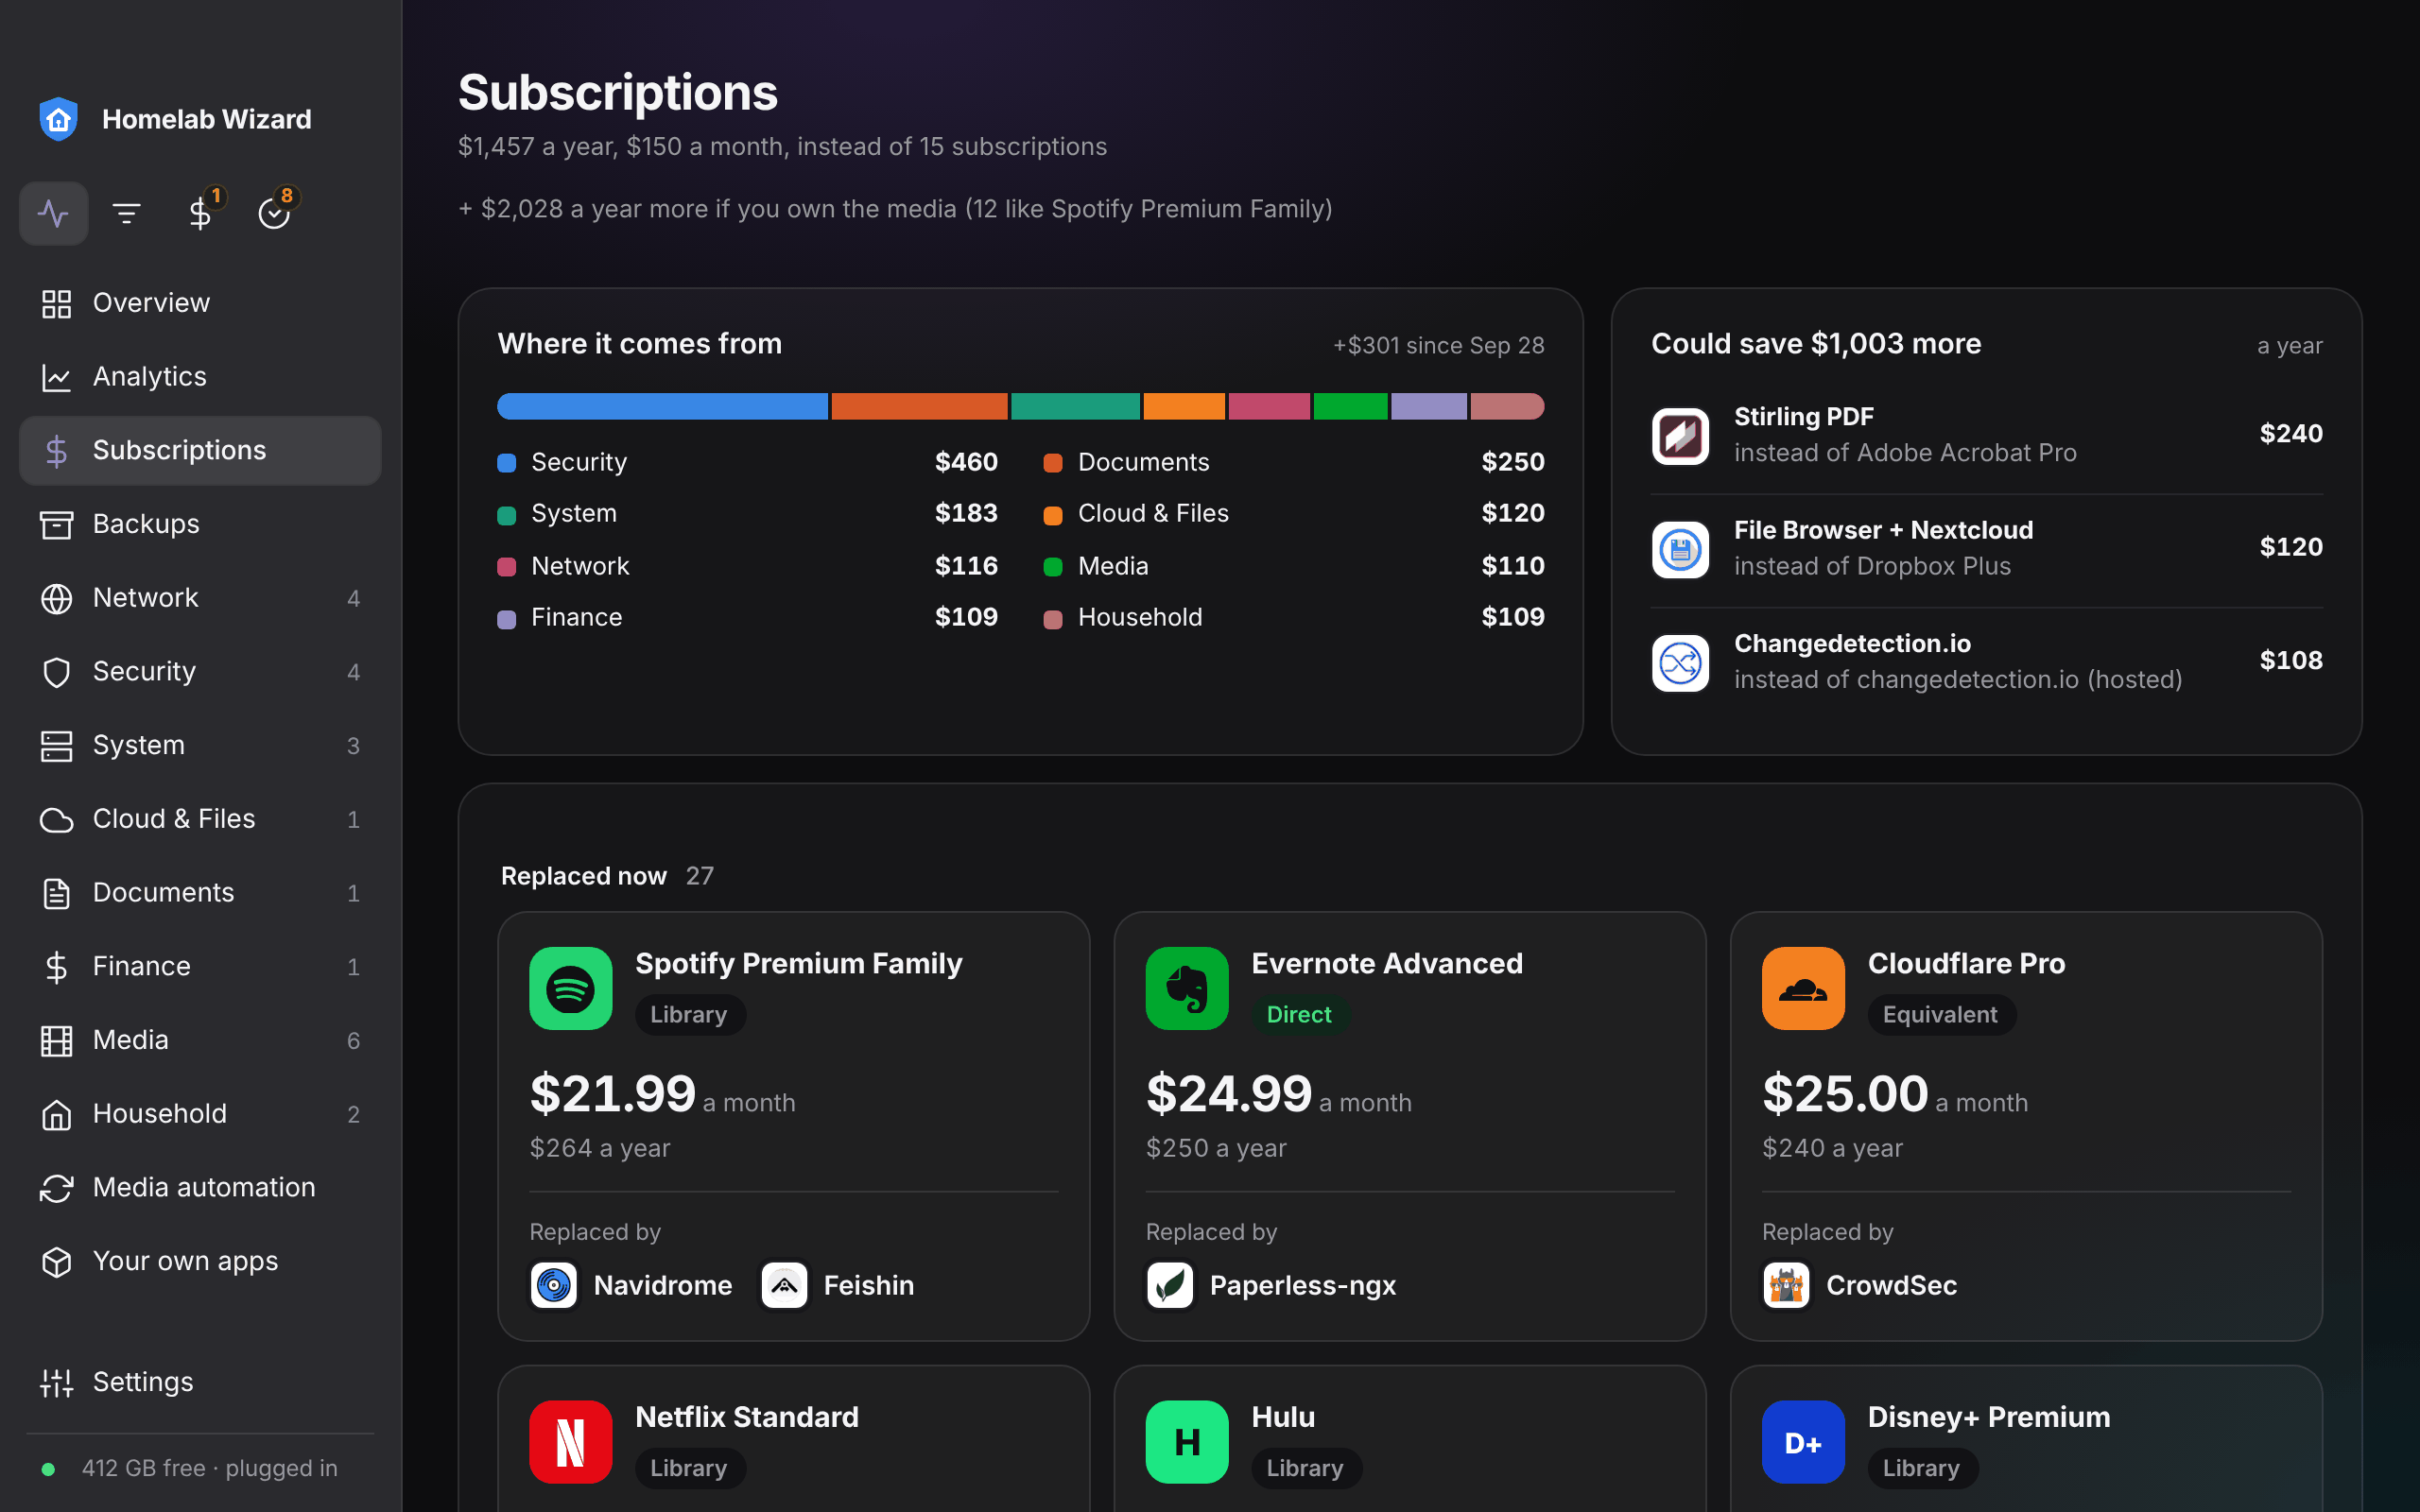 Homelab Wizard
1
8
Overview
Analytics
Subscriptions
Backups
Network 4
Security 4
System 3
Cloud & Files 1
Documents 1
Finance 1
Media 6
Household 2
Media automation
Your own apps
Settings
412 GB free · plugged in
Subscriptions
$1,457 a year, $150 a month, instead of 15 subscriptions
+ $2,028 a year more if you own the media (12 like Spotify Premium Family)
Where it comes from +$301 since Sep 28
Security $460 Documents $250
System $183 Cloud & Files $120
Network $116 Media $110
Finance $109 Household $109
Could save $1,003 more a year
Stirling PDF
instead of Adobe Acrobat Pro
$240
File Browser + Nextcloud
instead of Dropbox Plus
$120
Changedetection.io
instead of changedetection.io (hosted)
$108
Replaced now 27
Spotify Premium Family
Library
$21.99 a month
$264 a year
Replaced by
Navidrome Feishin
Evernote Advanced
Direct
$24.99 a month
$250 a year
Replaced by
Paperless-ngx
Cloudflare Pro
Equivalent
$25.00 a month
$240 a year
Replaced by
CrowdSec
N
Netflix Standard
Library
H
Hulu
Library
D+
Disney+ Premium
Library